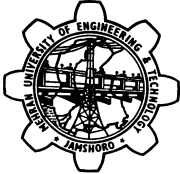 MEHRAN UNIVERSITY OF ENGINEERING & TECHNOLOGY
★ JAMSHORO ★